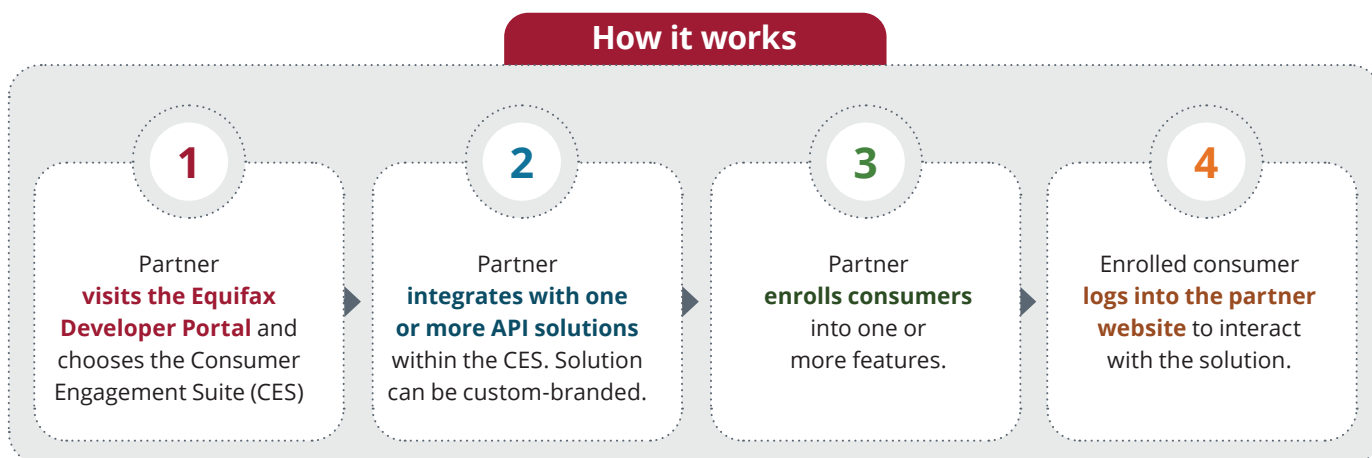 How it works
1
Partner
visits the Equifax
Developer Portal and
chooses the Consumer
Engagement Suite (CES)
2
Partner
integrates with one
or more API solutions
within the CES. Solution
can be custom-branded.
3
Partner
enrolls consumers
into one or
more features.
4
Enrolled consumer
logs into the partner
website to interact
with the solution.